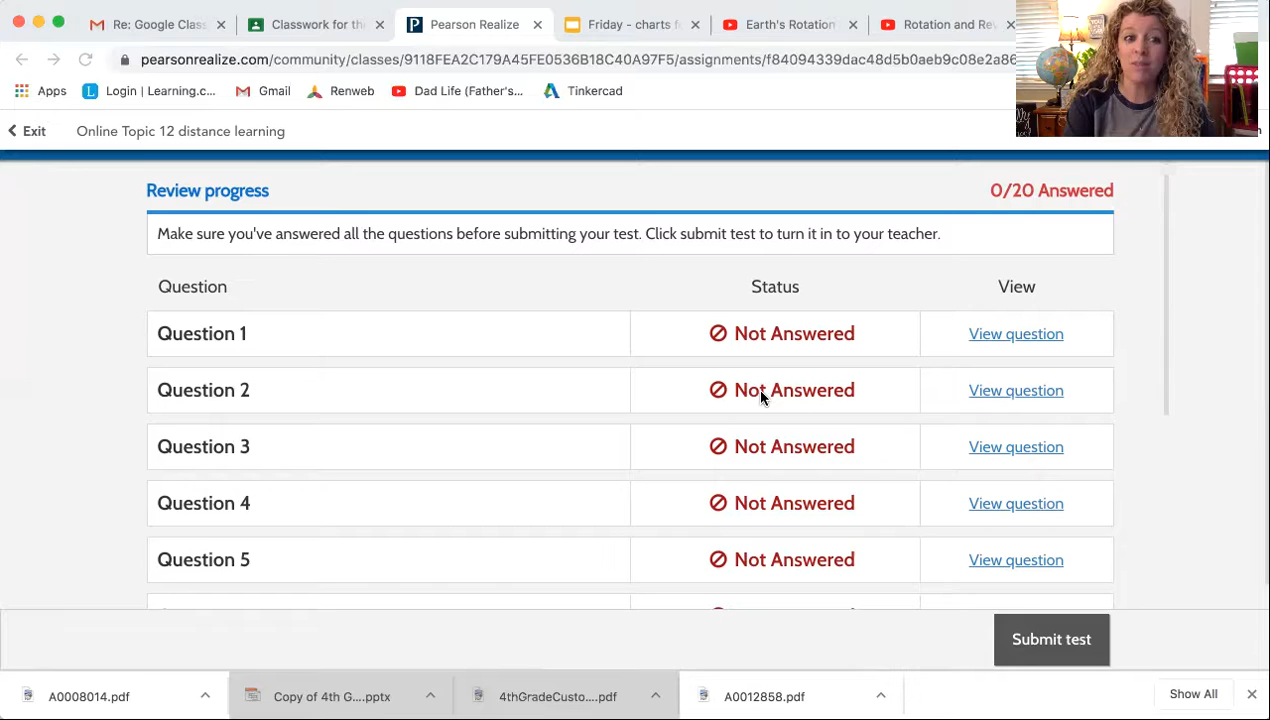 Re: Google Class
Classwork for the
Pearson Realize
Friday - charts f
Earth's Rotation
Rotation and Re
pearsonrealize.com/community/classes/9118FEA2C179A45FE0536B18C40A97F5/assignments/f84094339dac48d5b0aeb9c08e2a86
Apps
Login | Learning.c...
Gmail
Renweb
Dad Life (Father's...
Tinkercad
Exit
Online Topic 12 distance learning
Review progress
0/20 Answered
Make sure you've answered all the questions before submitting your test. Click submit test to turn it in to your teacher.
Question Status View
Question 1 Not Answered View question
Question 2 Not Answered View question
Question 3 Not Answered View question
Question 4 Not Answered View question
Question 5 Not Answered View question
Submit test
A0008014.pdf
Copy of 4th G....pptx
4thGradeCusto....pdf
A0012858.pdf
Show All